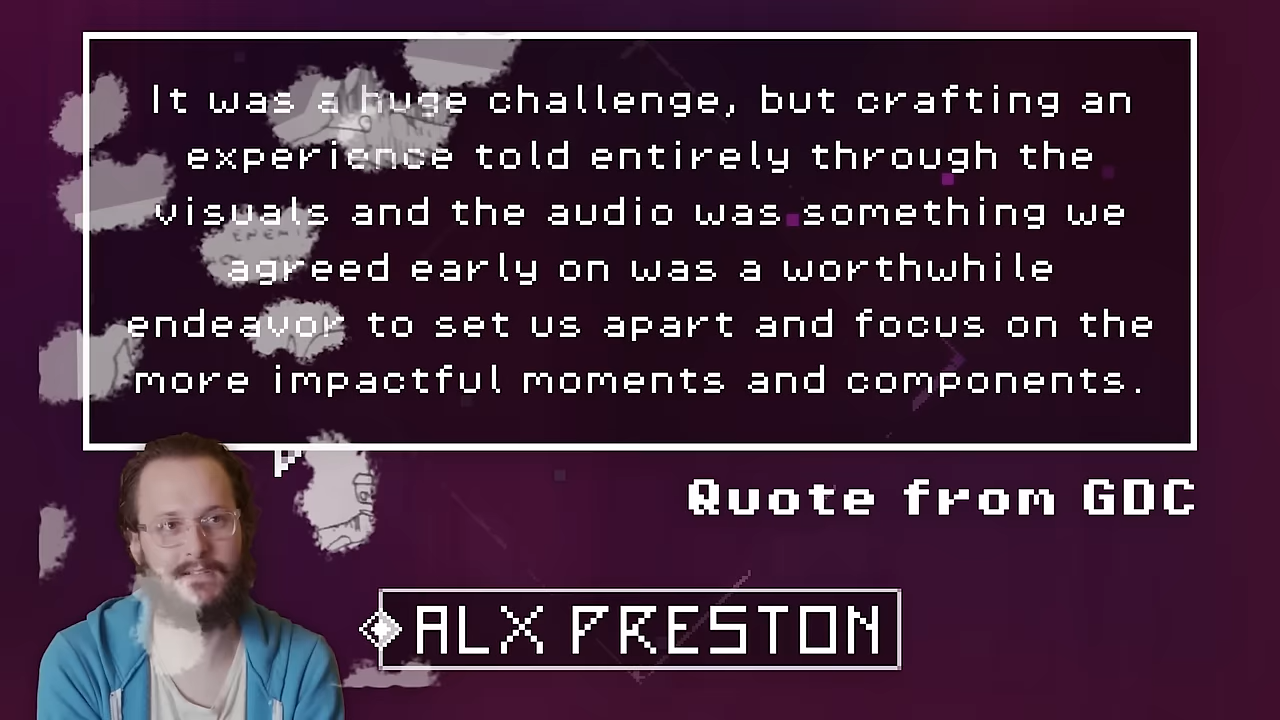 It was a huge challenge, but crafting an
experience told entirely through the
visuals and the audio was something we
agreed early on was a worthwhile
endeavor to set us apart and focus on the
more impactful moments and components.
Quote from GDC
ALX PRESTON